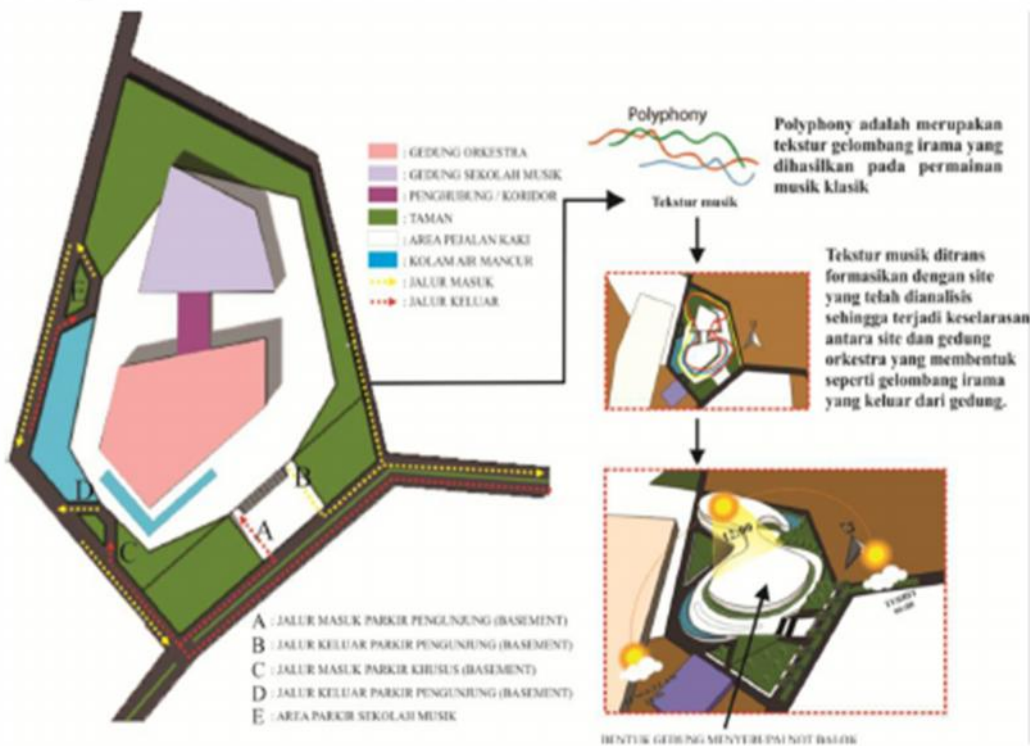 : GEDUNG ORKESTRA
: GEDUNG SEKOLAH MUSIK
: PENGHUBUNG / KORIDOR
: TAMAN
: AREA PEJALAN KAKI
: KOLAM AIR MANCUR
: JALUR MASUK
: JALUR KELUAR
Polyphony
Tekstur musik
Polyphony adalah merupakan
tekstur gelombang irama yang
dihasilkan pada permainan
musik klasik
Tekstur musik ditrans
formasikan dengan site
yang telah dianalisis
sehingga terjadi keselarasan
antara site dan gedung
orkestra yang membentuk
seperti gelombang irama
yang keluar dari gedung.
E
D
C
B
A
A : JALUR MASUK PARKIR PENGUNJUNG (BASEMENT)
B : JALUR KELUAR PARKIR PENGUNJUNG (BASEMENT)
C : JALUR MASUK PARKIR KHUSUS (BASEMENT)
D : JALUR KELUAR PARKIR PENGUNJUNG (BASEMENT)
E : AREA PARKIR SEKOLAH MUSIK
12:00
BENTUK GEDUNG MENYERUPAI NOT BALOK